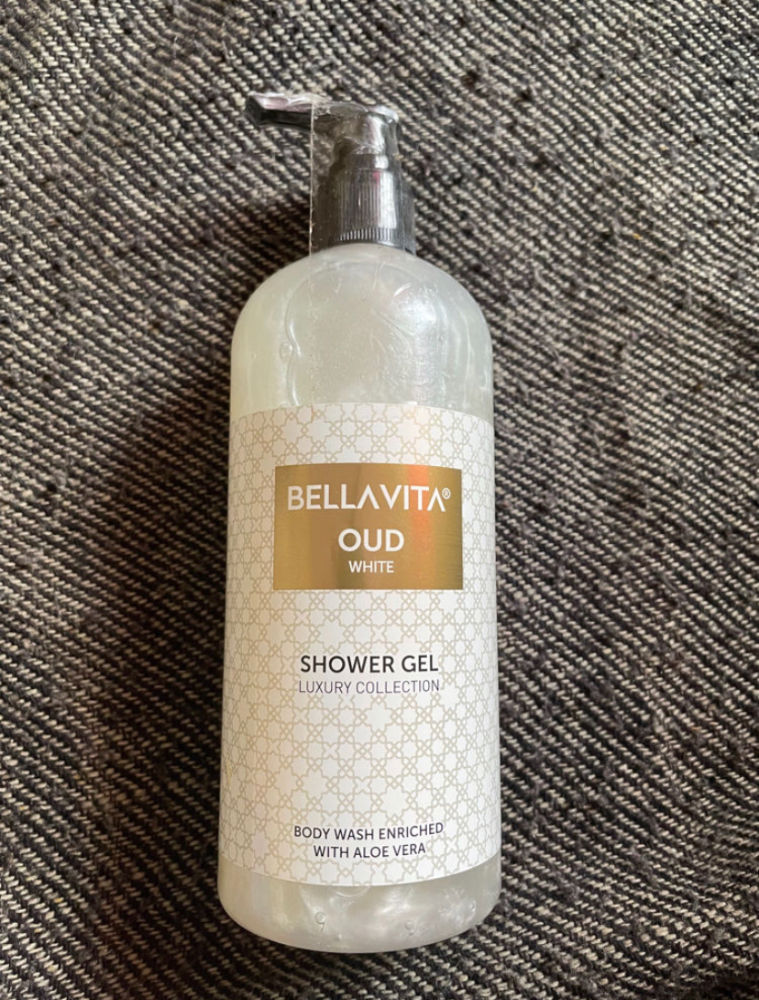 BELLAVITA®
OUD
WHITE
SHOWER GEL
LUXURY COLLECTION
BODY WASH ENRICHED
WITH ALOE VERA